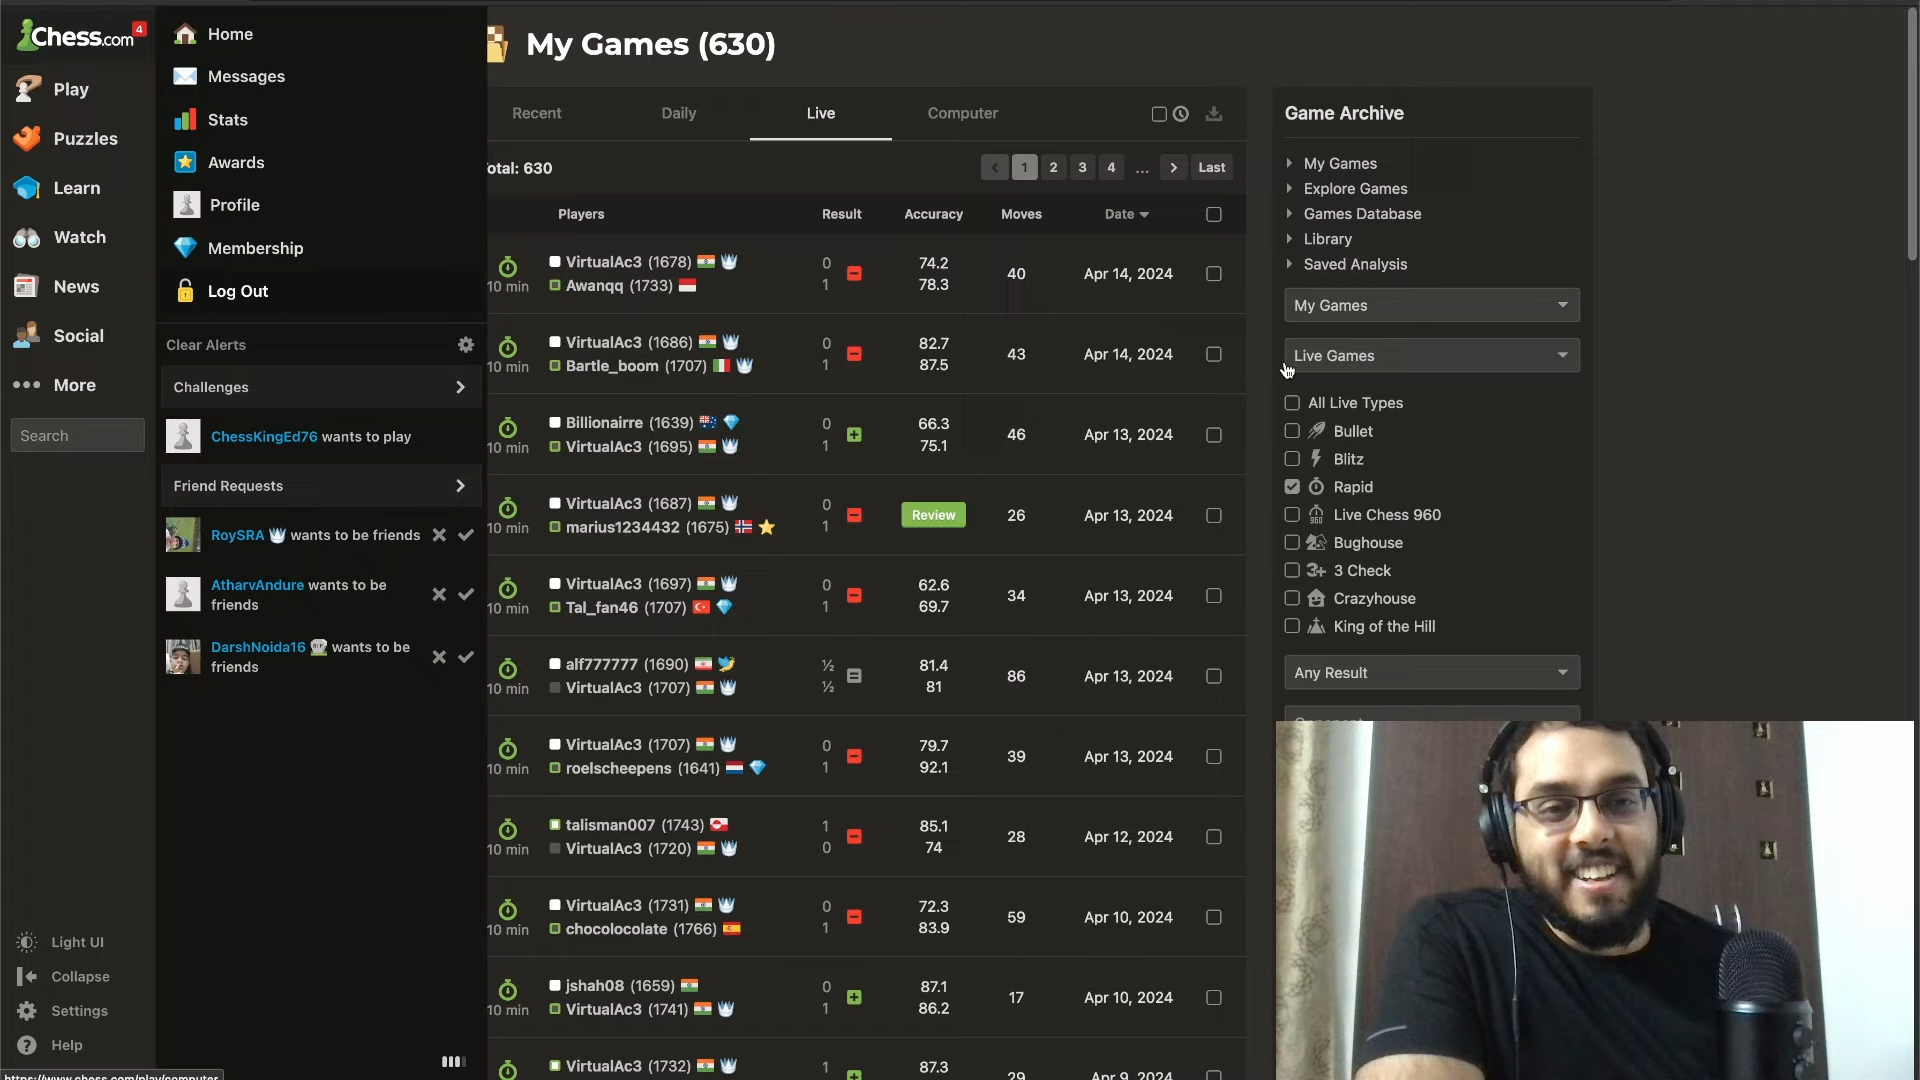 Chess.com
4
Play
Puzzles
Learn
Watch
News
Social
More
Search
Light UI
Collapse
Settings
Help
Home
Messages
Stats
Awards
Profile
Membership
Log Out
Clear Alerts
Challenges
ChessKingEd76 wants to play
Friend Requests
RoySRA wants to be friends
AtharvAndure wants to be
friends
DarshNoida16 wants to be
friends
My Games (630)
Recent Daily Live Computer
otal: 630
1 2 3 4 ... Last
Players Result Accuracy Moves Date
VirtualAc3 (1678) 0 74.2
10 min Awanqq (1733) 1 78.3 40 Apr 14, 2024
VirtualAc3 (1686) 0 82.7
10 min Bartle_boom (1707) 1 87.5 43 Apr 14, 2024
Billionairre (1639) 0 66.3
10 min VirtualAc3 (1695) 1 75.1 46 Apr 13, 2024
VirtualAc3 (1687) 0
10 min marius1234432 (1675) 1 Review 26 Apr 13, 2024
VirtualAc3 (1697) 0 62.6
10 min Tal_fan46 (1707) 1 69.7 34 Apr 13, 2024
alf777777 (1690) ½ 81.4
10 min VirtualAc3 (1707) ½ 81 86 Apr 13, 2024
VirtualAc3 (1707) 0 79.7
10 min roelscheepens (1641) 1 92.1 39 Apr 13, 2024
talisman007 (1743) 1 85.1
10 min VirtualAc3 (1720) 0 74 28 Apr 12, 2024
VirtualAc3 (1731) 0 72.3
10 min chocolocolate (1766) 1 83.9 59 Apr 10, 2024
jshah08 (1659) 0 87.1
10 min VirtualAc3 (1741) 1 86.2 17 Apr 10, 2024
VirtualAc3 (1732) 1 87.3 29 Apr 9, 2024
Game Archive
My Games
Explore Games
Games Database
Library
Saved Analysis
My Games
Live Games
All Live Types
Bullet
Blitz
Rapid
960 Live Chess 960
Bughouse
3+ 3 Check
Crazyhouse
King of the Hill
Any Result
https://www.chess.com/play/computer